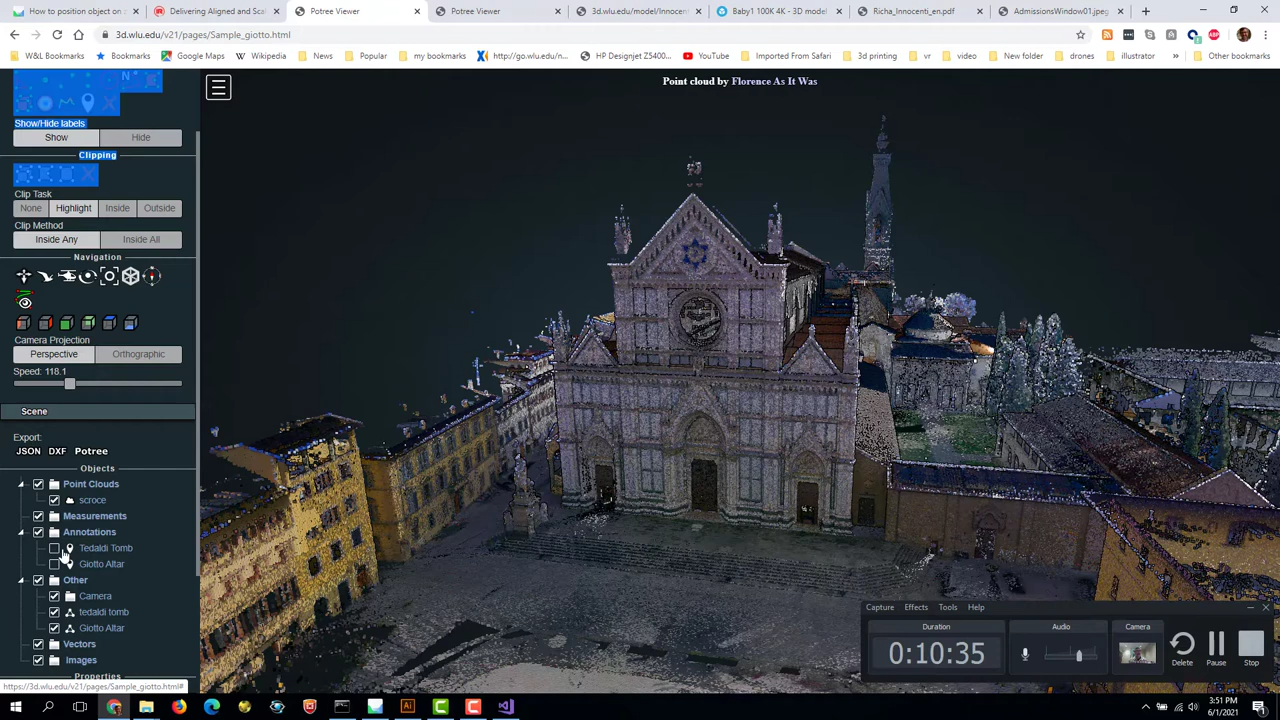 How to position object on s
Delivering Aligned and Scal
Potree Viewer
Potree Viewer
3d.wlu.edu/model/Innocen
Baby1 100K 4K - 3D model
Richa_Innocenti_en.pdf
AdmissionsWindow01.jpeg
3d.wlu.edu/v21/pages/Sample_giotto.html
W&L Bookmarks
Google Maps
Wikipedia
News
Popular
my bookmarks
http://go.wlu.edu/n...
HP Designjet Z5400...
YouTube
Imported From Safari
3d printing
vr
video
New folder
drones
illustrator
Other bookmarks
Point cloud by Florence As It Was
Show/Hide labels
Show Hide
Clipping
Clip Task
None Highlight Inside Outside
Clip Method
Inside Any Inside All
Navigation
Camera Projection
Perspective Orthographic
Speed: 118.1
Scene
Export:
JSON DXF Potree
Objects
Point Clouds
scroce
Measurements
Annotations
Tedaldi Tomb
Giotto Altar
Other
Camera
tedaldi tomb
Giotto Altar
Vectors
Images
Properties
https://3d.wlu.edu/v21/pages/Sample_giotto.html#
Capture Effects Tools Help
Duration Audio Camera
0:10:35
Delete Pause Stop
3:51 PM
6/1/2021